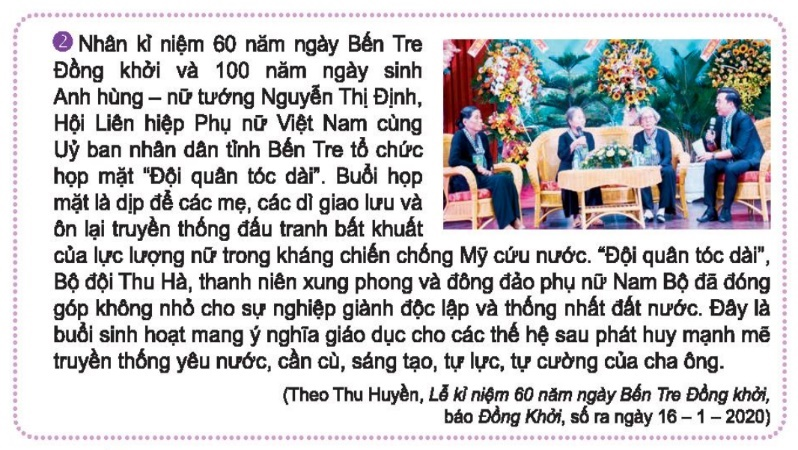 2 Nhân kỉ niệm 60 năm ngày Bến Tre
Đồng khởi và 100 năm ngày sinh
Anh hùng – nữ tướng Nguyễn Thị Định,
Hội Liên hiệp Phụ nữ Việt Nam cùng
Uỷ ban nhân dân tỉnh Bến Tre tổ chức
họp mặt “Đội quân tóc dài”. Buổi họp
mặt là dịp để các mẹ, các dì giao lưu và
ôn lại truyền thống đấu tranh bất khuất
của lực lượng nữ trong kháng chiến chống Mỹ cứu nước. “Đội quân tóc dài”,
Bộ đội Thu Hà, thanh niên xung phong và đông đảo phụ nữ Nam Bộ đã đóng
góp không nhỏ cho sự nghiệp giành độc lập và thống nhất đất nước. Đây là
buổi sinh hoạt mang ý nghĩa giáo dục cho các thế hệ sau phát huy mạnh mẽ
truyền thống yêu nước, cần cù, sáng tạo, tự lực, tự cường của cha ông.
(Theo Thu Huyền, Lễ kỉ niệm 60 năm ngày Bến Tre Đồng khởi,
báo Đồng Khởi, số ra ngày 16 – 1 – 2020)